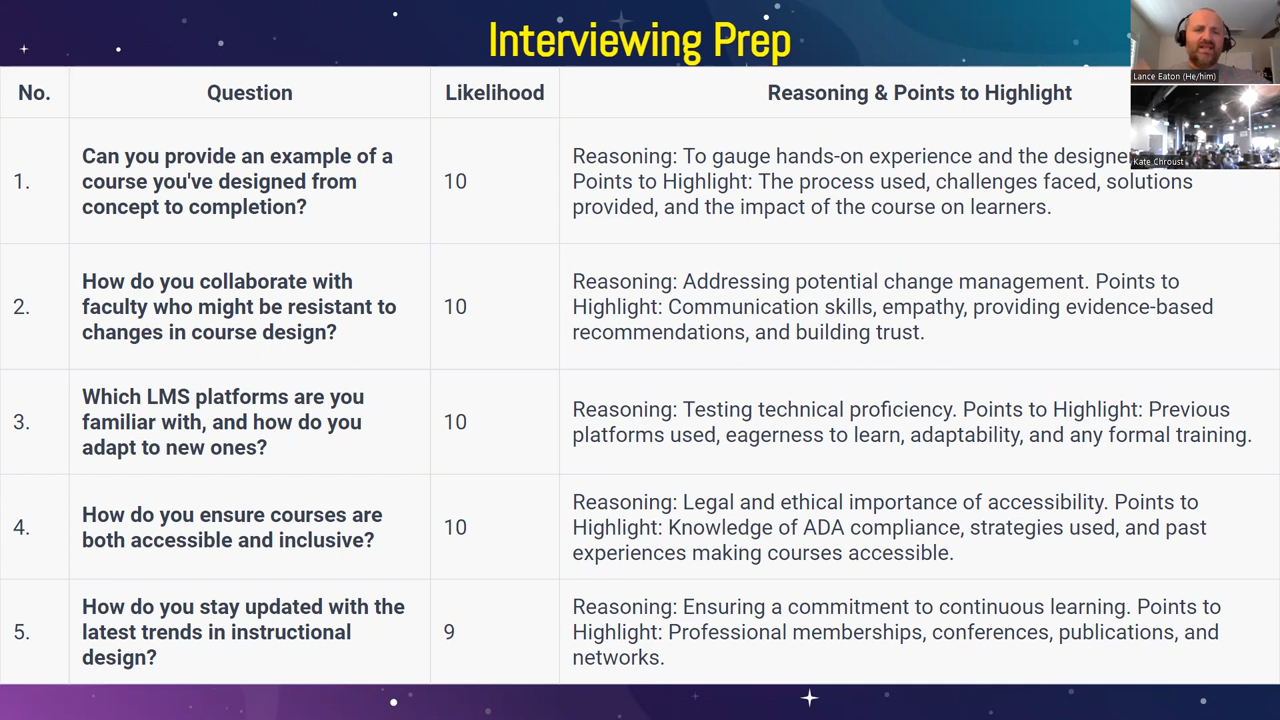 Interviewing Prep
Lance Eaton (He/him)
Kate Chroust
No.
Question
Likelihood
Reasoning & Points to Highlight
1.
Can you provide an example of a
course you've designed from
concept to completion?
10
Reasoning: To gauge hands-on experience and the
Points to Highlight: The process used, challenges faced, solutions
provided, and the impact of the course on learners.
2.
How do you collaborate with
faculty who might be resistant to
changes in course design?
10
Reasoning: Addressing potential change management. Points to
Highlight: Communication skills, empathy, providing evidence-based
recommendations, and building trust.
3.
Which LMS platforms are you
familiar with, and how do you
adapt to new ones?
10
Reasoning: Testing technical proficiency. Points to Highlight: Previous
platforms used, eagerness to learn, adaptability, and any formal training.
4.
How do you ensure courses are
both accessible and inclusive?
10
Reasoning: Legal and ethical importance of accessibility. Points to
Highlight: Knowledge of ADA compliance, strategies used, and past
experiences making courses accessible.
5.
How do you stay updated with the
latest trends in instructional
design?
9
Reasoning: Ensuring a commitment to continuous learning. Points to
Highlight: Professional memberships, conferences, publications, and
networks.